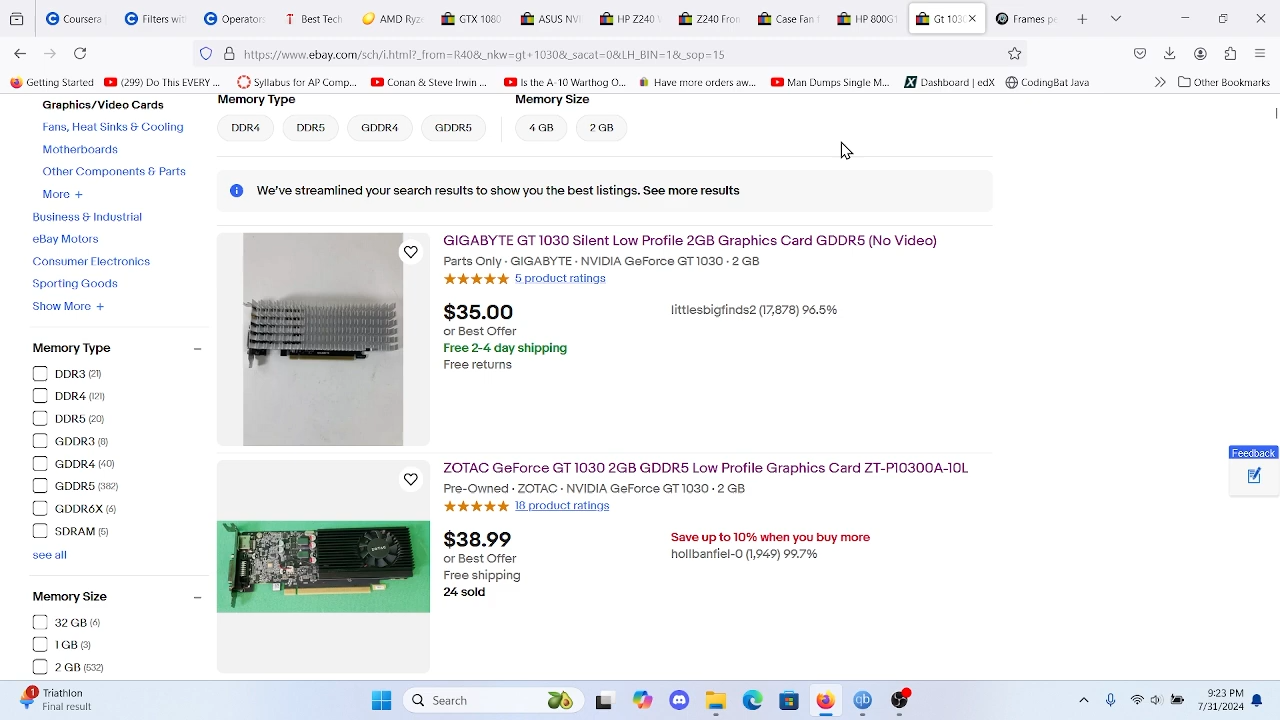 Coursera
Filters wit
Operator
Best Tech
AMD Ryz
GTX 1080
ASUS NV
HP Z240
Z240 Fron
Case Fan f
HP 800G1
Gt 1030
Frames pe
https://www.ebay.com/sch/i.html?_from=R40&_nkw=gt+1030&_sacat=0&LH_BIN=1&_sop=15
Getting Started
(299) Do This EVERY ...
Syllabus for AP Comp...
Conan & Steve Irwin...
Is the A-10 Warthog O...
Have more orders aw...
Man Dumps Single M...
Dashboard | edX
CodingBat Java
Other Bookmarks
Graphics/Video Cards
Fans, Heat Sinks & Cooling
Motherboards
Other Components & Parts
More +
Business & Industrial
eBay Motors
Consumer Electronics
Sporting Goods
Show More +
Memory Type
DDR3 (21)
DDR4 (121)
DDR5 (20)
GDDR3 (8)
GDDR4 (40)
GDDR5 (382)
GDDR6X (6)
SDRAM (5)
see all
Memory Size
32 GB (6)
1 GB (3)
2 GB (532)
Memory Type
Memory Size
DDR4
DDR5
GDDR4
GDDR5
4 GB
2 GB
We've streamlined your search results to show you the best listings. See more results
GIGABYTE GT 1030 Silent Low Profile 2GB Graphics Card GDDR5 (No Video)
Parts Only · GIGABYTE · NVIDIA GeForce GT 1030 · 2 GB
5 product ratings
$35.00
littlesbigfinds2 (17,878) 96.5%
or Best Offer
Free 2-4 day shipping
Free returns
ZOTAC GeForce GT 1030 2GB GDDR5 Low Profile Graphics Card ZT-P10300A-10L
Pre-Owned · ZOTAC · NVIDIA GeForce GT 1030 · 2 GB
18 product ratings
$38.99
Save up to 10% when you buy more
or Best Offer
hollbanfiel-0 (1,949) 99.7%
Free shipping
24 sold
Feedback
1
Triathlon
Final result
Search
9:23 PM
7/31/2024